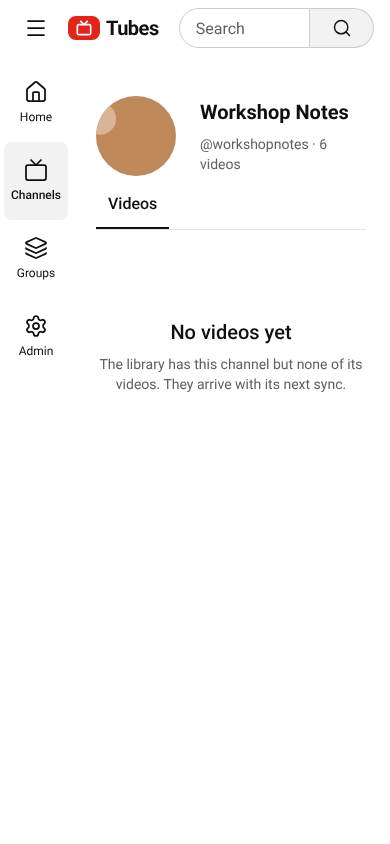 Tubes
Search
Home
Channels
Groups
Admin
Workshop Notes
@workshopnotes · 6
videos
Videos
No videos yet
The library has this channel but none of its
videos. They arrive with its next sync.